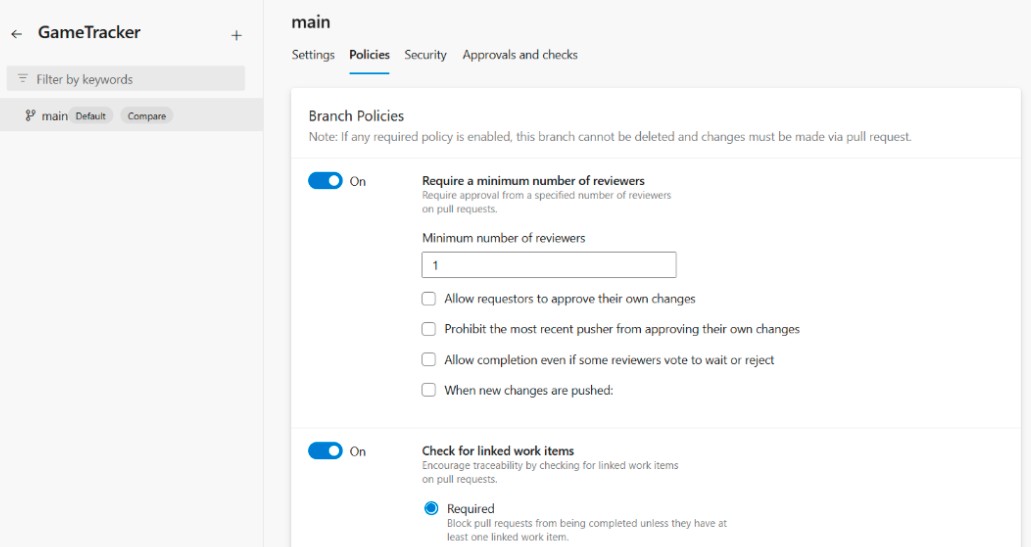 GameTracker
Filter by keywords
main Default Compare
main
Settings Policies Security Approvals and checks
Branch Policies
Note: If any required policy is enabled, this branch cannot be deleted and changes must be made via pull request.
On
Require a minimum number of reviewers
Require approval from a specified number of reviewers
on pull requests.
Minimum number of reviewers
1
Allow requestors to approve their own changes
Prohibit the most recent pusher from approving their own changes
Allow completion even if some reviewers vote to wait or reject
When new changes are pushed:
On
Check for linked work items
Encourage traceability by checking for linked work items
on pull requests.
Required
Block pull requests from being completed unless they have at
least one linked work item.